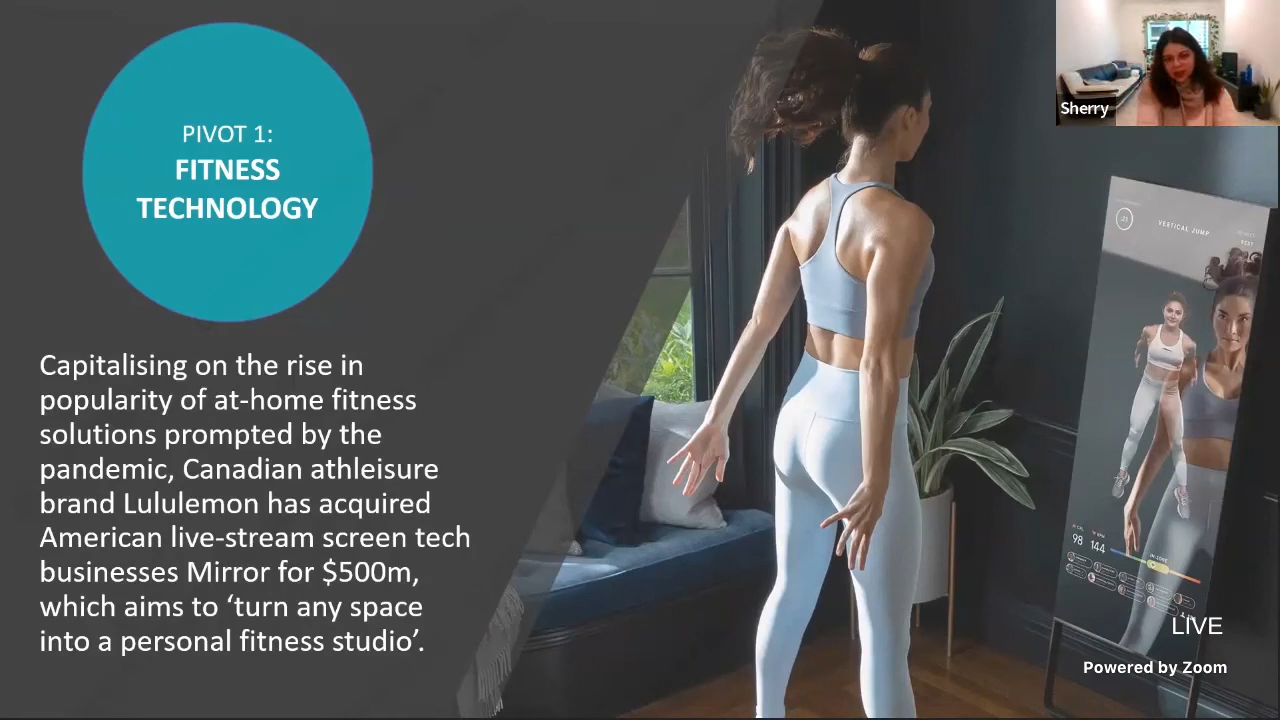 PIVOT 1:
FITNESS
TECHNOLOGY
Sherry
Capitalising on the rise in
popularity of at-home fitness
solutions prompted by the
pandemic, Canadian athleisure
brand Lululemon has acquired
American live-stream screen tech
businesses Mirror for $500m,
which aims to ‘turn any space
into a personal fitness studio’.
VERTICAL JUMP
98 144
LIVE
Powered by Zoom